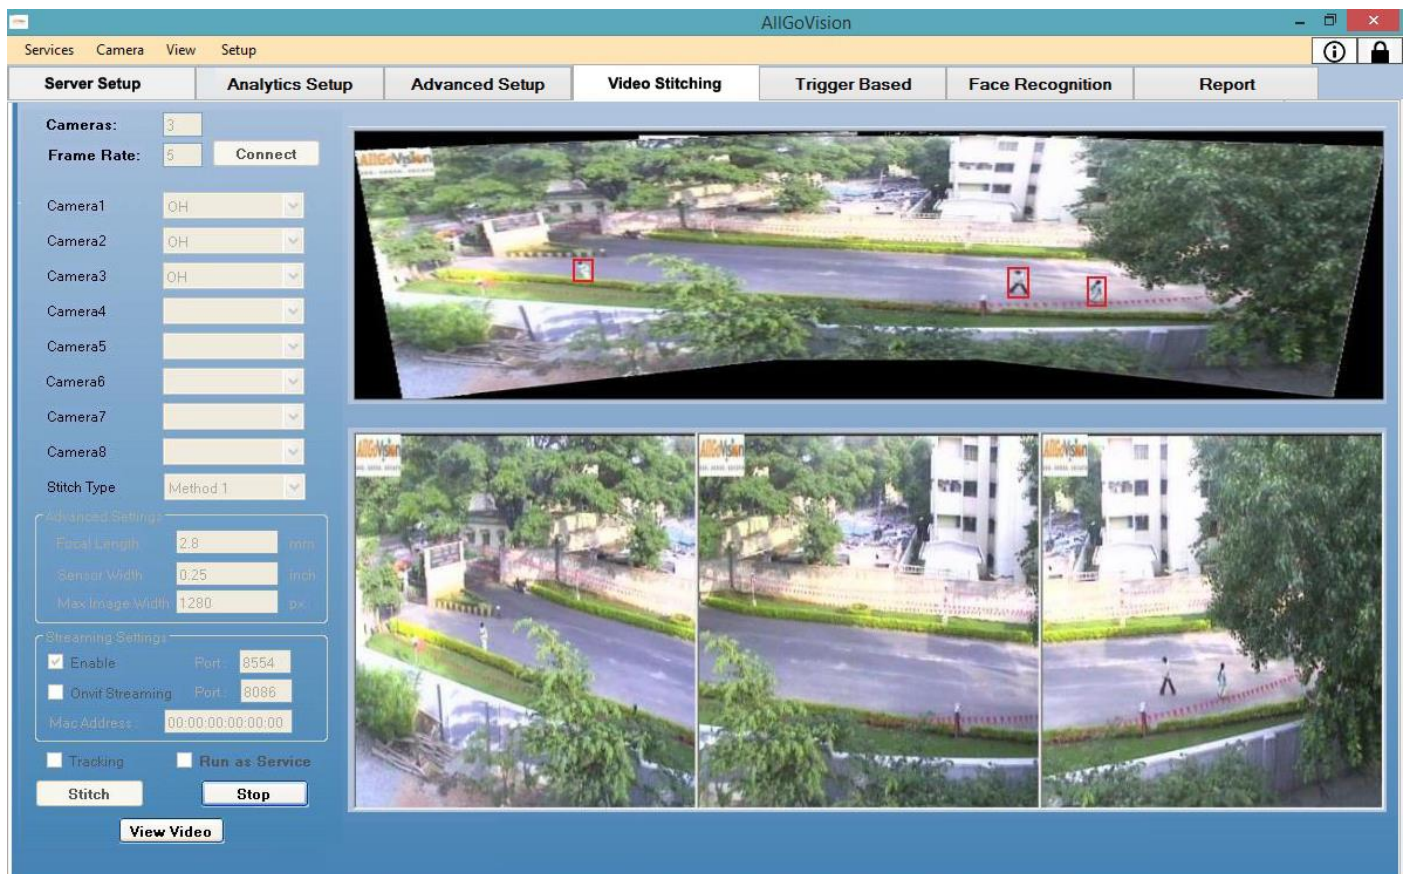 AllGoVision
Services Camera View Setup
Server Setup Analytics Setup Advanced Setup Video Stitching Trigger Based Face Recognition Report
Cameras: 3
Frame Rate: 5 Connect
Camera1 OH
Camera2 OH
Camera3 OH
Camera4
Camera5
Camera6
Camera7
Camera8
Stitch Type Method 1
Advanced Settings
Focal Length 2.8 mm
Sensor Width 0.25 inch
Max Image Width 1280 px
Streaming Settings
Enable Port : 8554
Onvif Streaming Port : 8086
Mac Address : 00:00:00:00:00:00
Tracking Run as Service
Stitch Stop
View Video
AllGoVision
AllGoVision
AllGoVision
AllGoVision